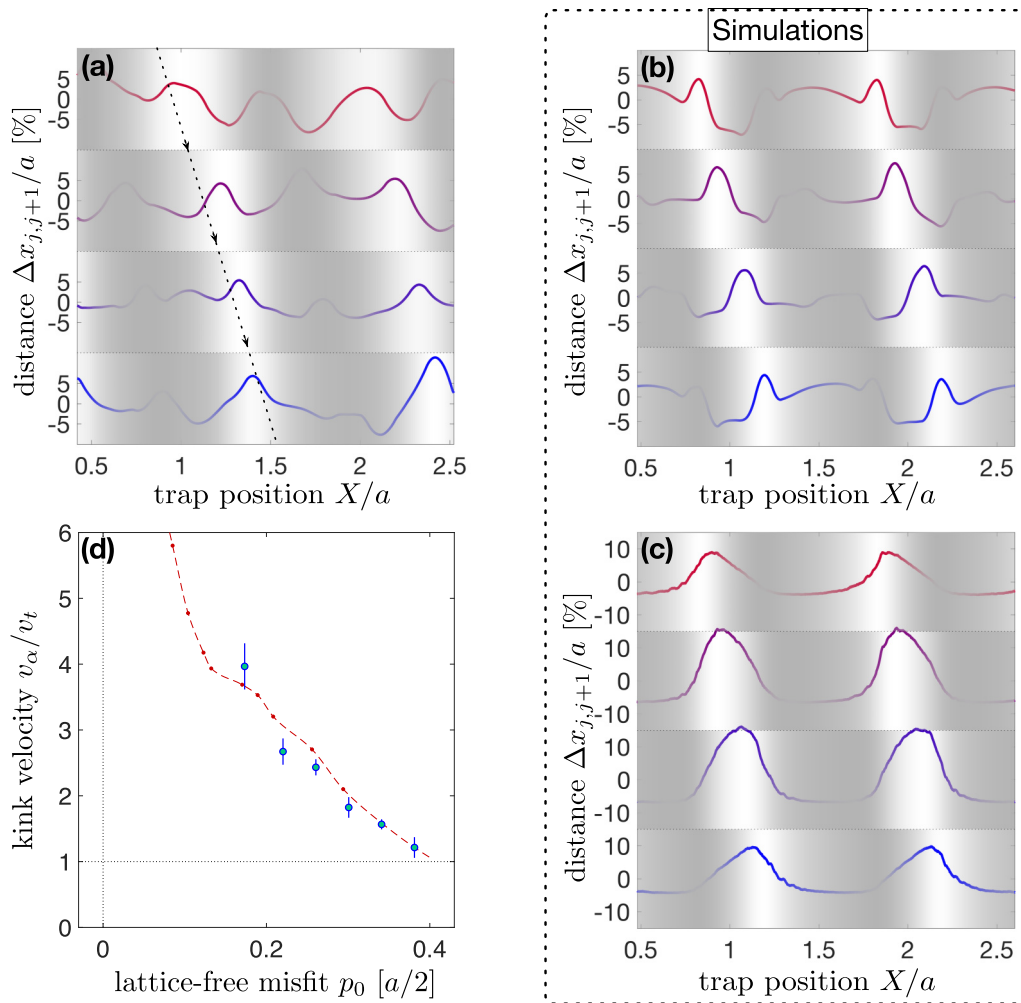 Simulations
(a)
5
0
-5
5
0
-5
5
0
-5
5
0
-5
distance Δx_{j,j+1}/a [%]
0.5 1 1.5 2 2.5
trap position X/a
(b)
5
0
-5
5
0
-5
5
0
-5
5
0
-5
distance Δx_{j,j+1}/a [%]
0.5 1 1.5 2 2.5
trap position X/a
(d)
6
5
4
3
2
1
0
kink velocity v_α/v_t
0 0.2 0.4
lattice-free misfit p_0 [a/2]
(c)
10
0
-10
10
0
-10
10
0
-10
10
0
-10
distance Δx_{j,j+1}/a [%]
0.5 1 1.5 2 2.5
trap position X/a